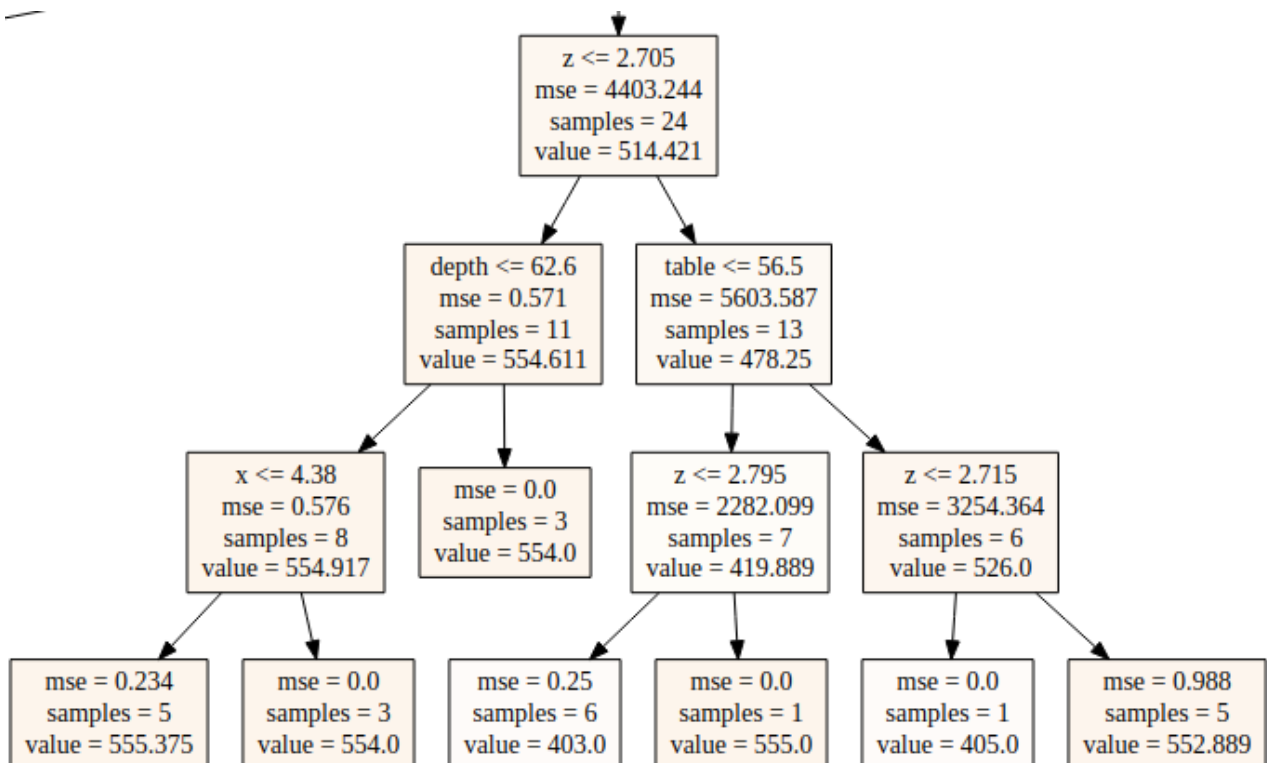 z <= 2.705
mse = 4403.244
samples = 24
value = 514.421
depth <= 62.6
mse = 0.571
samples = 11
value = 554.611
table <= 56.5
mse = 5603.587
samples = 13
value = 478.25
x <= 4.38
mse = 0.576
samples = 8
value = 554.917
mse = 0.0
samples = 3
value = 554.0
z <= 2.795
mse = 2282.099
samples = 7
value = 419.889
z <= 2.715
mse = 3254.364
samples = 6
value = 526.0
mse = 0.234
samples = 5
value = 555.375
mse = 0.0
samples = 3
value = 554.0
mse = 0.25
samples = 6
value = 403.0
mse = 0.0
samples = 1
value = 555.0
mse = 0.0
samples = 1
value = 405.0
mse = 0.988
samples = 5
value = 552.889